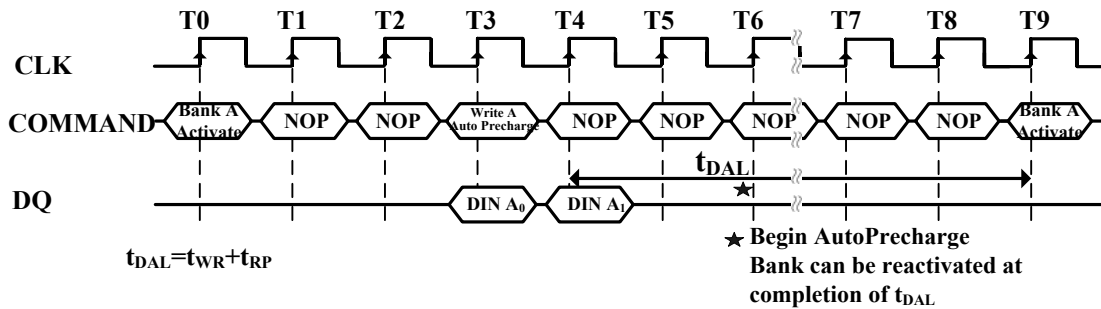 T0 T1 T2 T3 T4 T5 T6 T7 T8 T9
CLK
COMMAND
Bank A
Activate
NOP
NOP
Write A
Auto Precharge
NOP
NOP
NOP
NOP
NOP
Bank A
Activate
tDAL
DQ
DIN A0
DIN A1
tDAL=tWR+tRP
★ Begin AutoPrecharge
Bank can be reactivated at
completion of tDAL